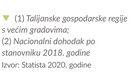 (1) Talijanske gospodarske regije
s većim gradovima;
(2) Nacionalni dohodak po
stanovniku 2018. godine
Izvor: Statista 2020. godine